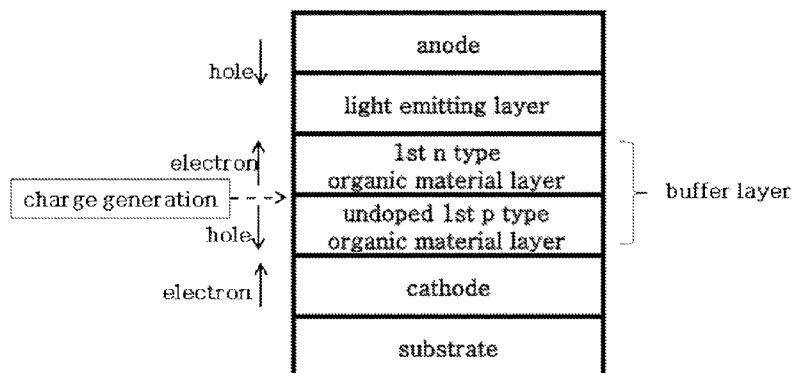 anode
hole
light emitting layer
electron
1st n type
organic material layer
charge generation
buffer layer
undoped 1st p type
organic material layer
hole
electron
cathode
substrate